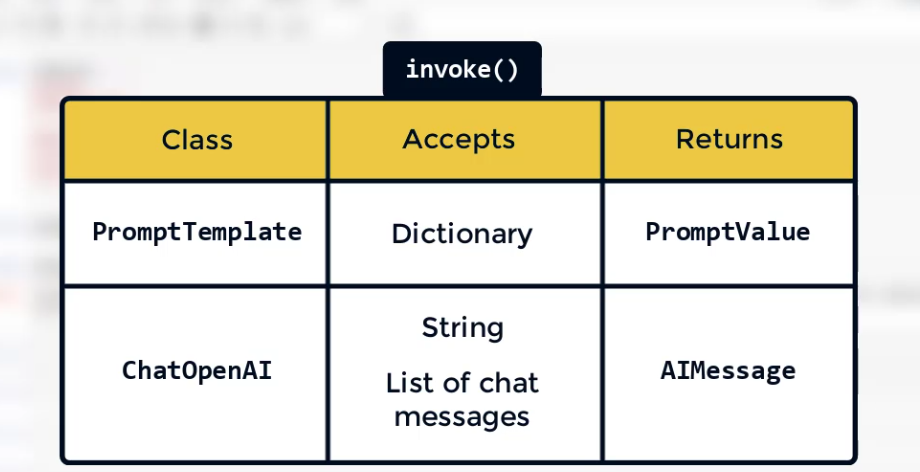 invoke()
Class
Accepts
Returns
PromptTemplate
Dictionary
PromptValue
ChatOpenAI
String
List of chat
messages
AIMessage